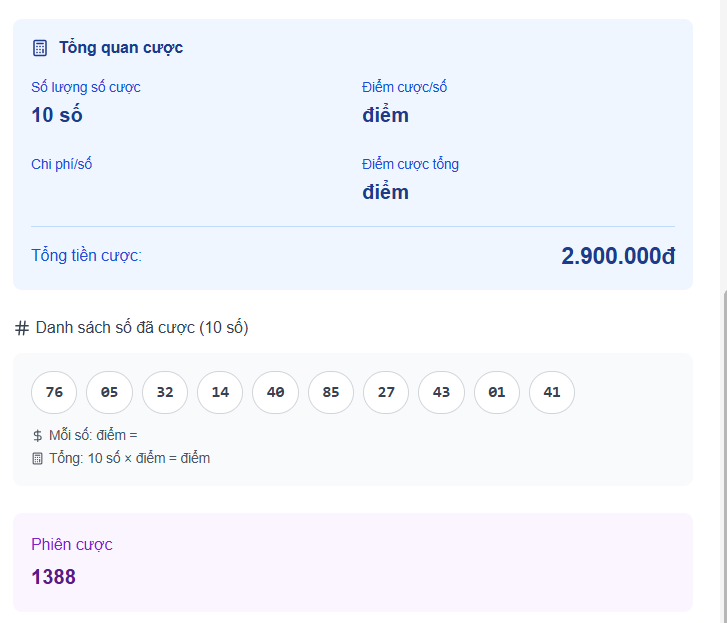 Tổng quan cược
Số lượng số cược
Điểm cược/số
10 số
điểm
Chi phí/số
Điểm cược tổng
điểm
Tổng tiền cược:
2.900.000đ
# Danh sách số đã cược (10 số)
76 05 32 14 40 85 27 43 01 41
$ Mỗi số: điểm =
Tổng: 10 số × điểm = điểm
Phiên cược
1388